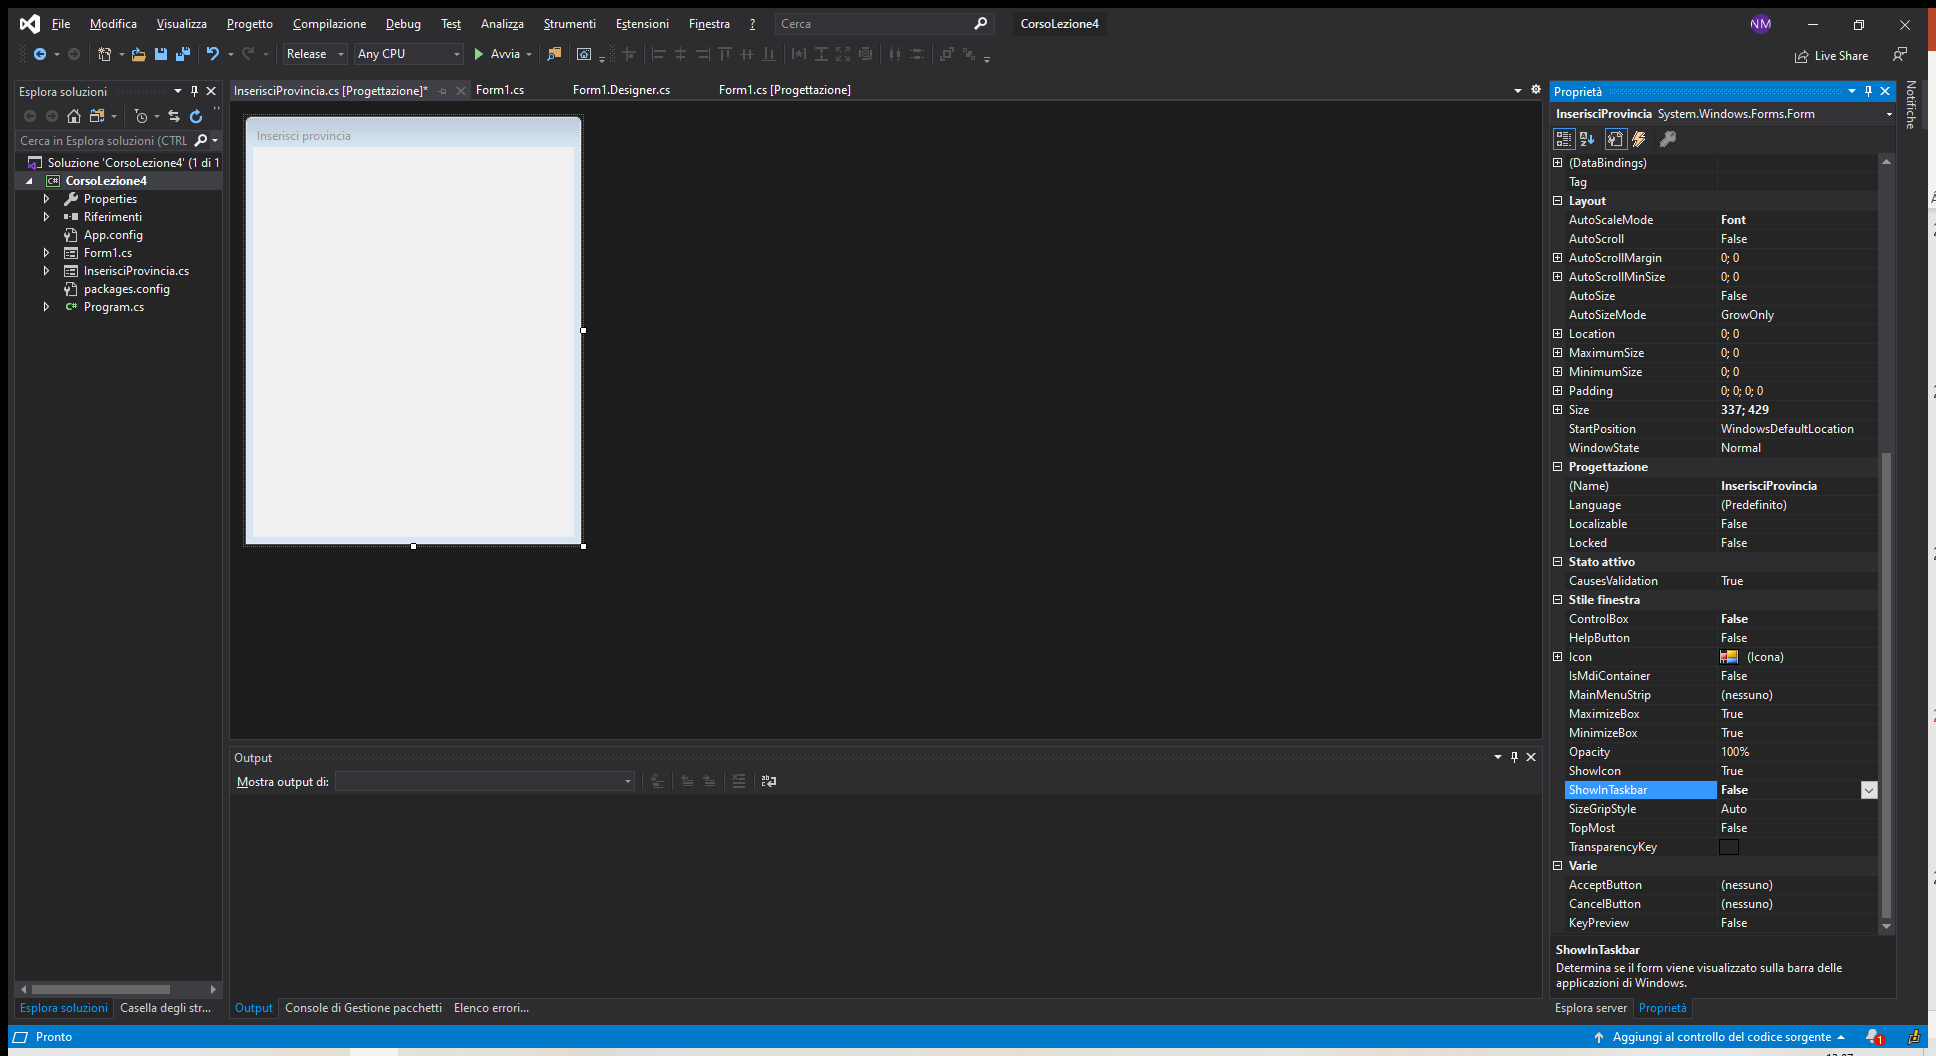 File Modifica Visualizza Progetto Compilazione Debug Test Analizza Strumenti Estensioni Finestra ? Cerca CorsoLezione4 NM
Release Any CPU Avvia Live Share
Esplora soluzioni
Cerca in Esplora soluzioni (CTRL
Soluzione 'CorsoLezione4' (1 di 1
CorsoLezione4
Properties
Riferimenti
App.config
Form1.cs
InserisciProvincia.cs
packages.config
Program.cs
Esplora soluzioni Casella degli str...
InserisciProvincia.cs [Progettazione]* Form1.cs Form1.Designer.cs Form1.cs [Progettazione]
Inserisci provincia
Output
Mostra output di:
Output Console di Gestione pacchetti Elenco errori...
Proprietà
InserisciProvincia System.Windows.Forms.Form
(DataBindings)
Tag
Layout
AutoScaleMode Font
AutoScroll False
AutoScrollMargin 0; 0
AutoScrollMinSize 0; 0
AutoSize False
AutoSizeMode GrowOnly
Location 0; 0
MaximumSize 0; 0
MinimumSize 0; 0
Padding 0; 0; 0; 0
Size 337; 429
StartPosition WindowsDefaultLocation
WindowState Normal
Progettazione
(Name) InserisciProvincia
Language (Predefinito)
Localizable False
Locked False
Stato attivo
CausesValidation True
Stile finestra
ControlBox False
HelpButton False
Icon (Icona)
IsMdiContainer False
MainMenuStrip (nessuno)
MaximizeBox True
MinimizeBox True
Opacity 100%
ShowIcon True
ShowInTaskbar False
SizeGripStyle Auto
TopMost False
TransparencyKey
Varie
AcceptButton (nessuno)
CancelButton (nessuno)
KeyPreview False
ShowInTaskbar
Determina se il form viene visualizzato sulla barra delle
applicazioni di Windows.
Esplora server Proprietà
Notifiche
Pronto Aggiungi al controllo del codice sorgente 1